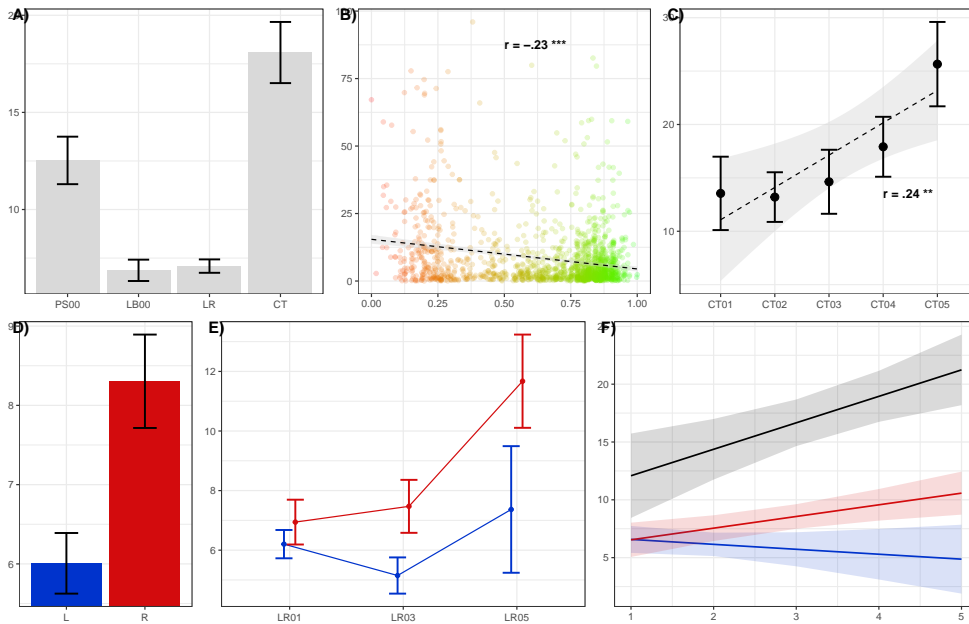 A)
20
15
10
PS00 LB00 LR CT
B)
100
75
50
25
0
r = −.23 ***
0.00 0.25 0.50 0.75 1.00
C)
30
20
10
r = .24 **
CT01 CT02 CT03 CT04 CT05
D)
9
8
7
6
L R
E)
12
10
8
6
LR01 LR03 LR05
F)
25
20
15
10
5
1 2 3 4 5